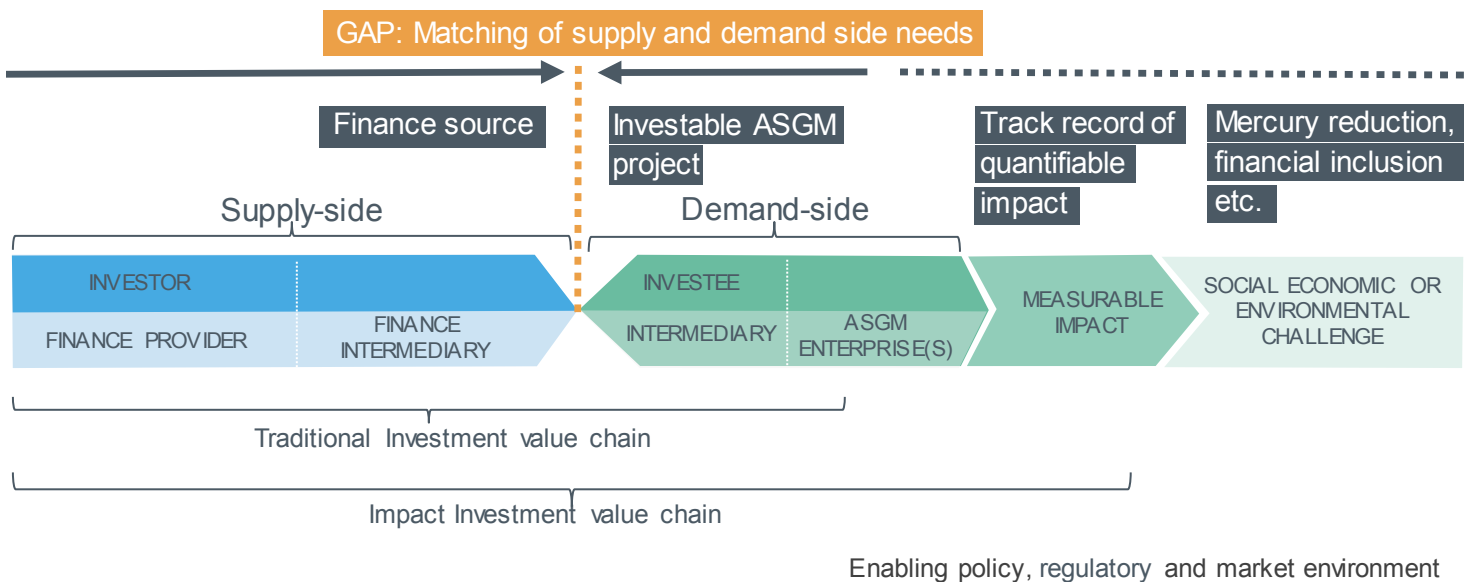 GAP: Matching of supply and demand side needs
Finance source
Investable ASGM
project
Track record of
quantifiable
impact
Mercury reduction,
financial inclusion
etc.
Supply-side
Demand-side
INVESTOR
FINANCE PROVIDER
FINANCE
INTERMEDIARY
INVESTEE
INTERMEDIARY
ASGM
ENTERPRISE(S)
MEASURABLE
IMPACT
SOCIAL ECONOMIC OR
ENVIRONMENTAL
CHALLENGE
Traditional Investment value chain
Impact Investment value chain
Enabling policy, regulatory and market environment